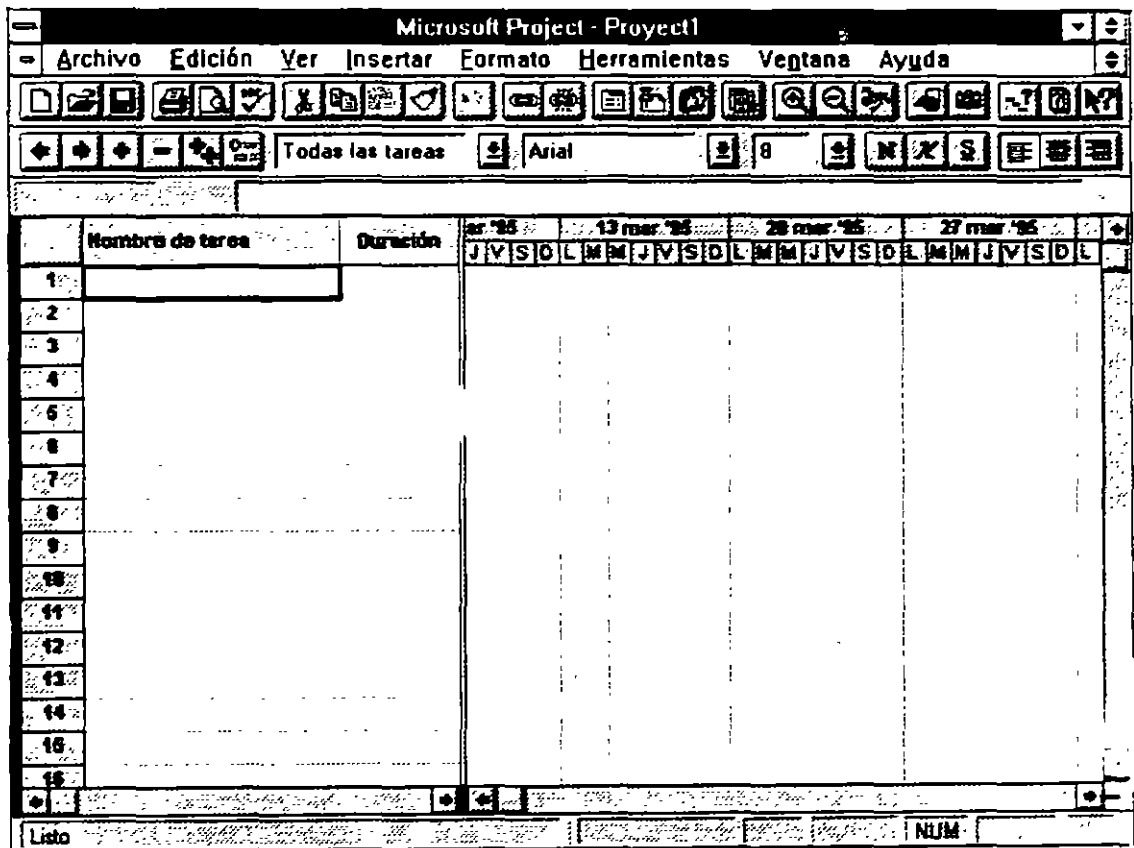 Microsoft Project - Proyect1
Archivo Edición Ver Insertar Formato Herramientas Ventana Ayuda
Todas las tareas Arial 8 N K S
Nombre de tarea Duración ar '95 13 mar '95 20 mar '95 27 mar '95
J V S D L M M J V S D L M M J V S D L M M J V S D L
1
2
3
4
5
6
7
8
9
10
11
12
13
14
15
16
Listo NUM